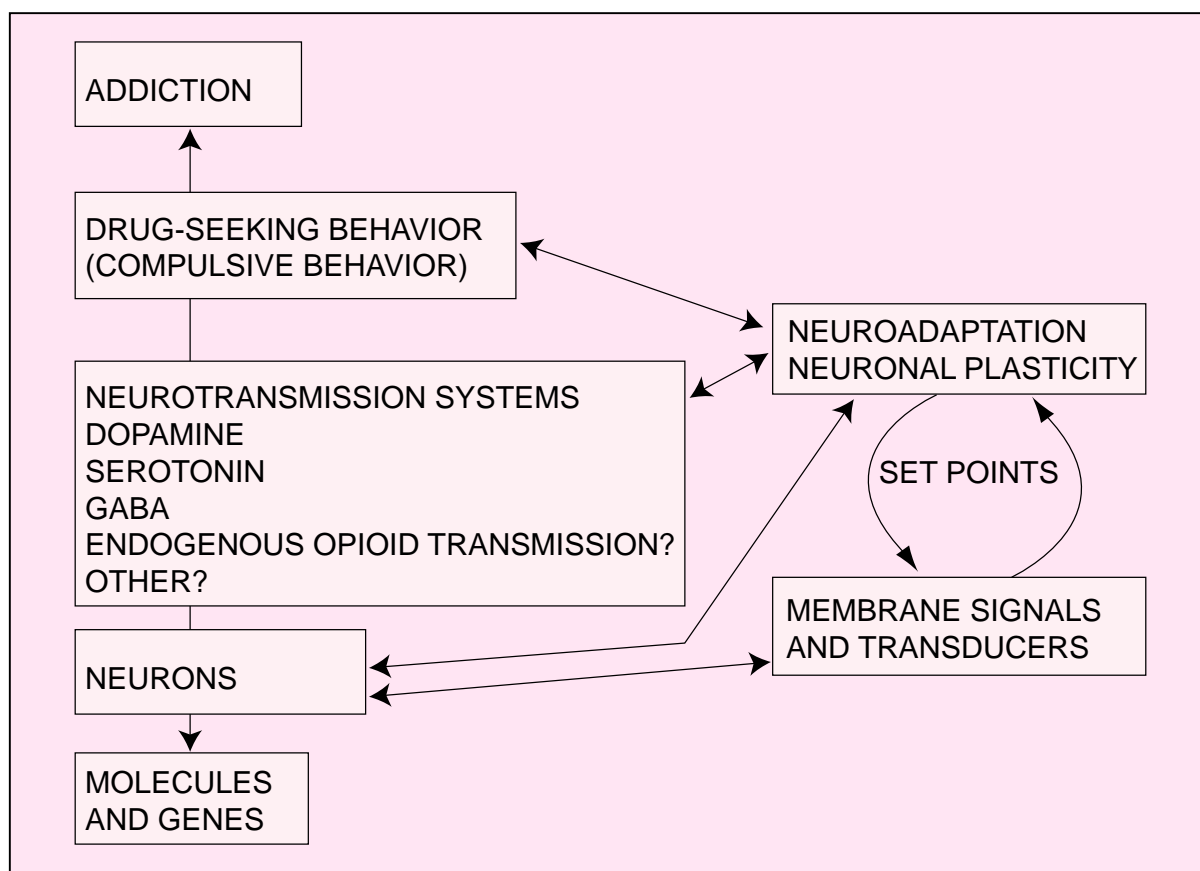 ADDICTION
DRUG-SEEKING BEHAVIOR
(COMPULSIVE BEHAVIOR)
NEUROADAPTATION
NEURONAL PLASTICITY
NEUROTRANSMISSION SYSTEMS
DOPAMINE
SEROTONIN
GABA
ENDOGENOUS OPIOID TRANSMISSION?
OTHER?
SET POINTS
MEMBRANE SIGNALS
AND TRANSDUCERS
NEURONS
MOLECULES
AND GENES